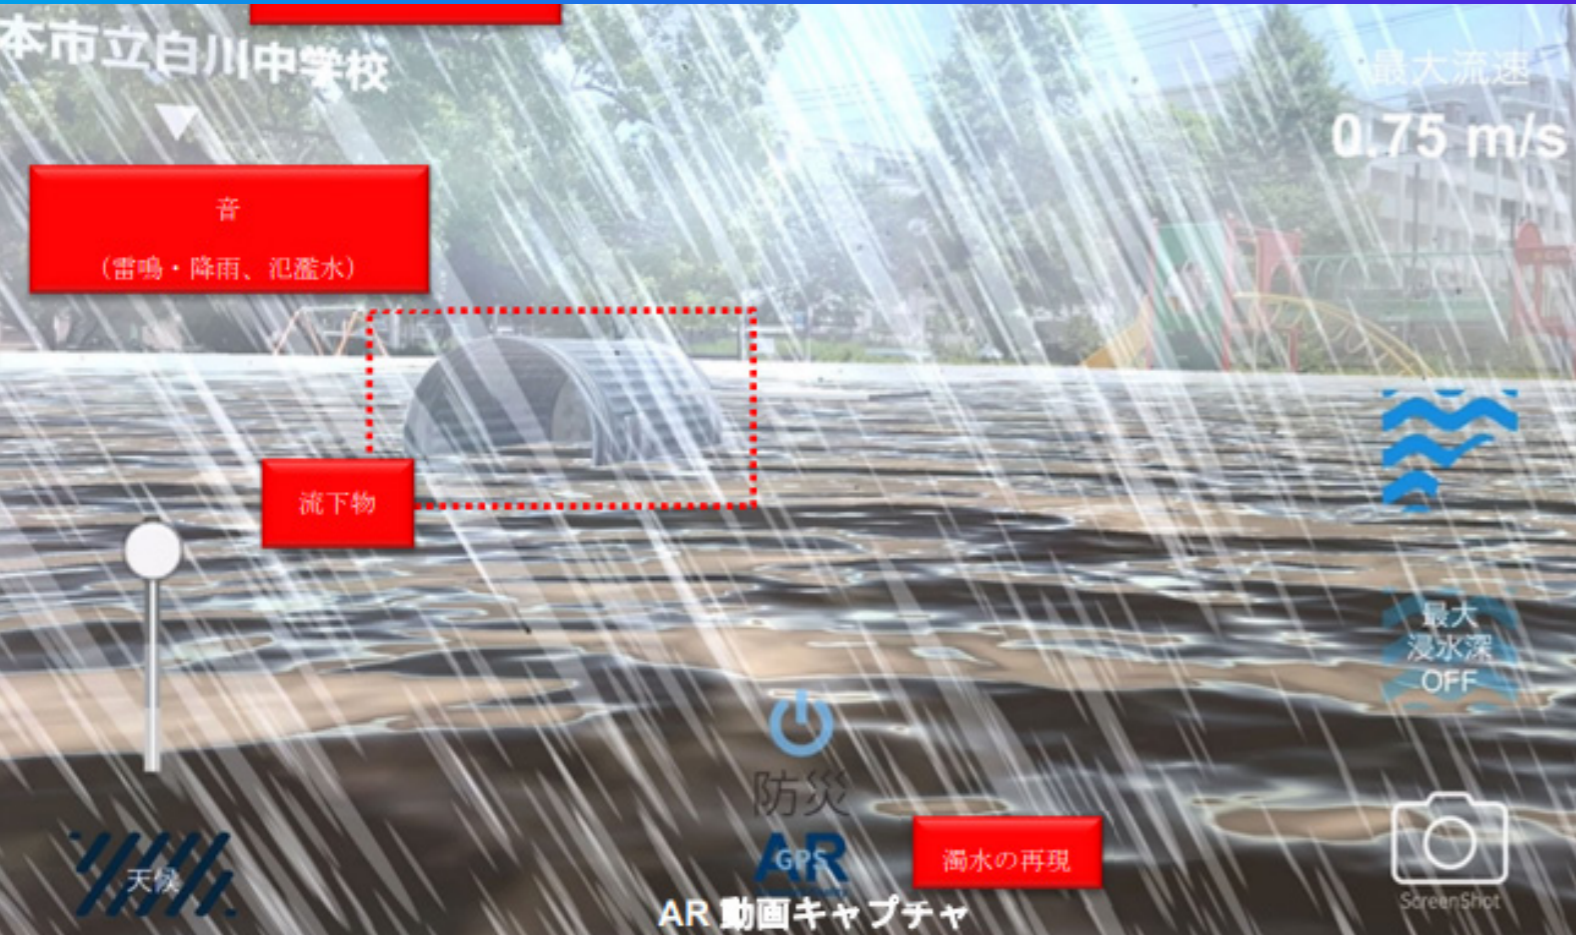 本市立白川中学校
最大流速
0.75 m/s
音
（雷鳴・降雨、氾濫水）
流下物
最大
浸水深
OFF
防災
AR
GPS
濁水の再現
天候
ScreenShot
AR 動画キャプチャ